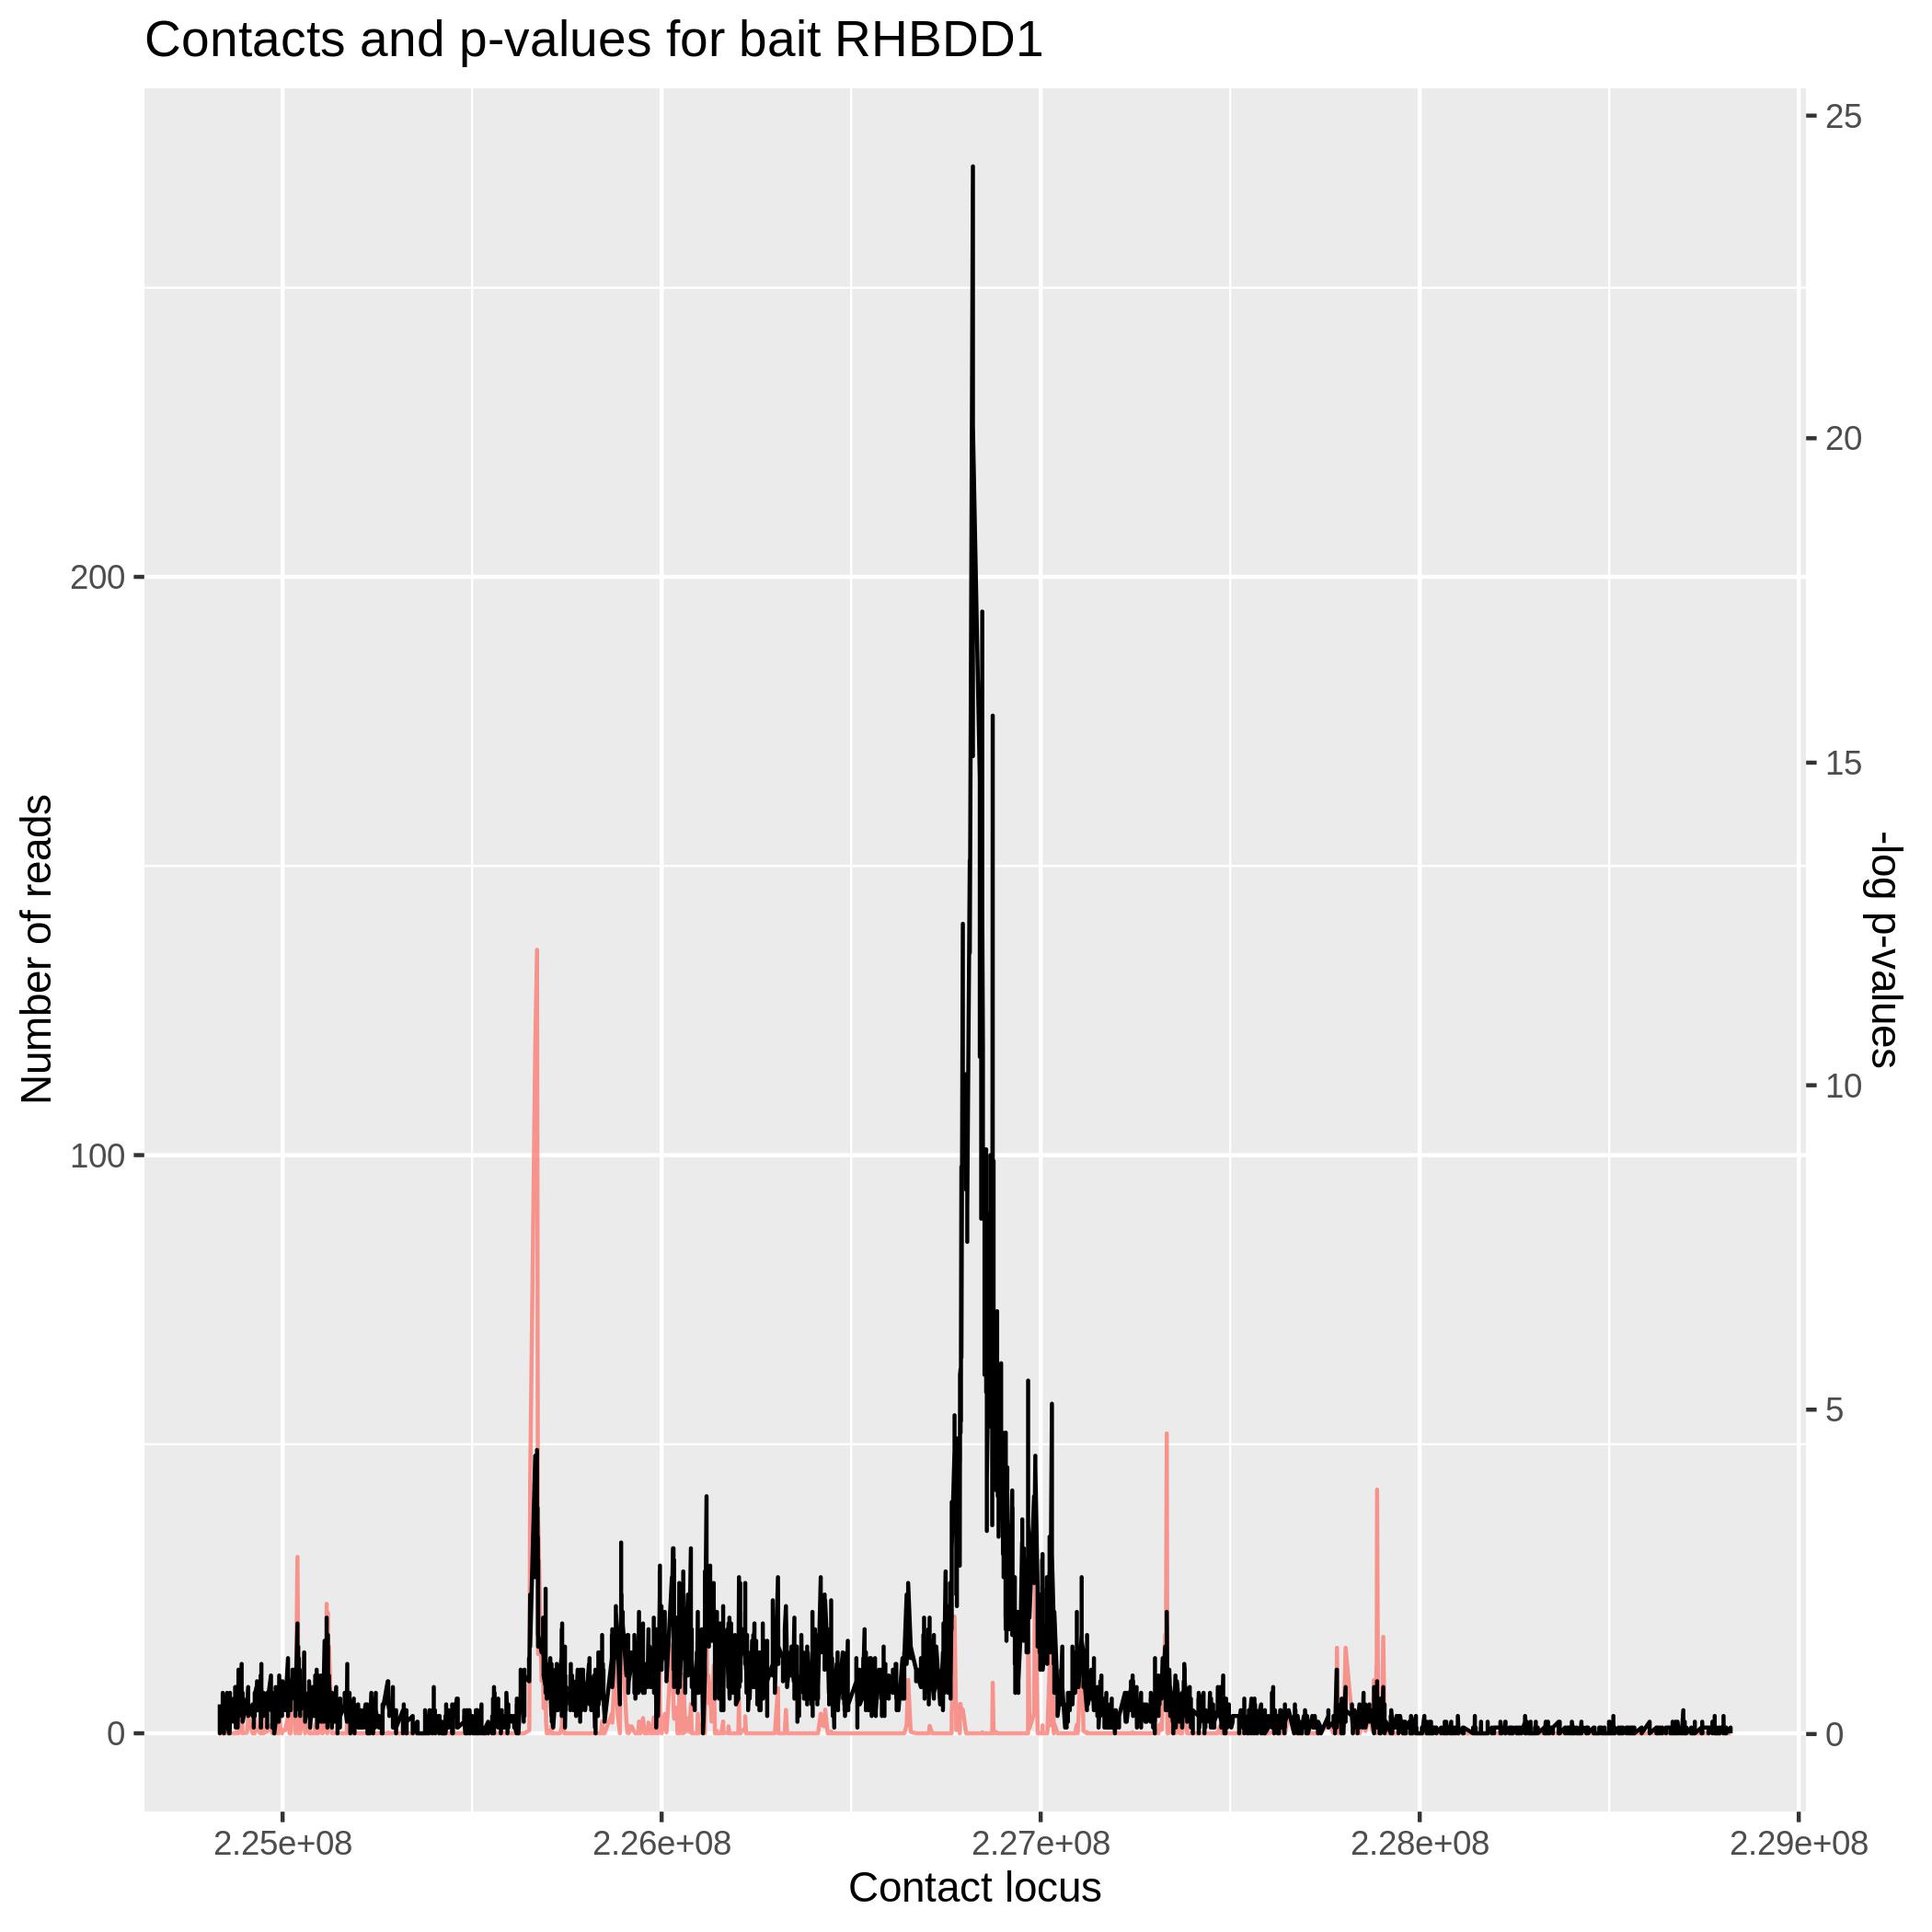 Contacts and p-values for bait RHBDD1
Number of reads
200
100
0
25
20
15
10
5
0
-log p-values
2.25e+08 2.26e+08 2.27e+08 2.28e+08 2.29e+08
Contact locus